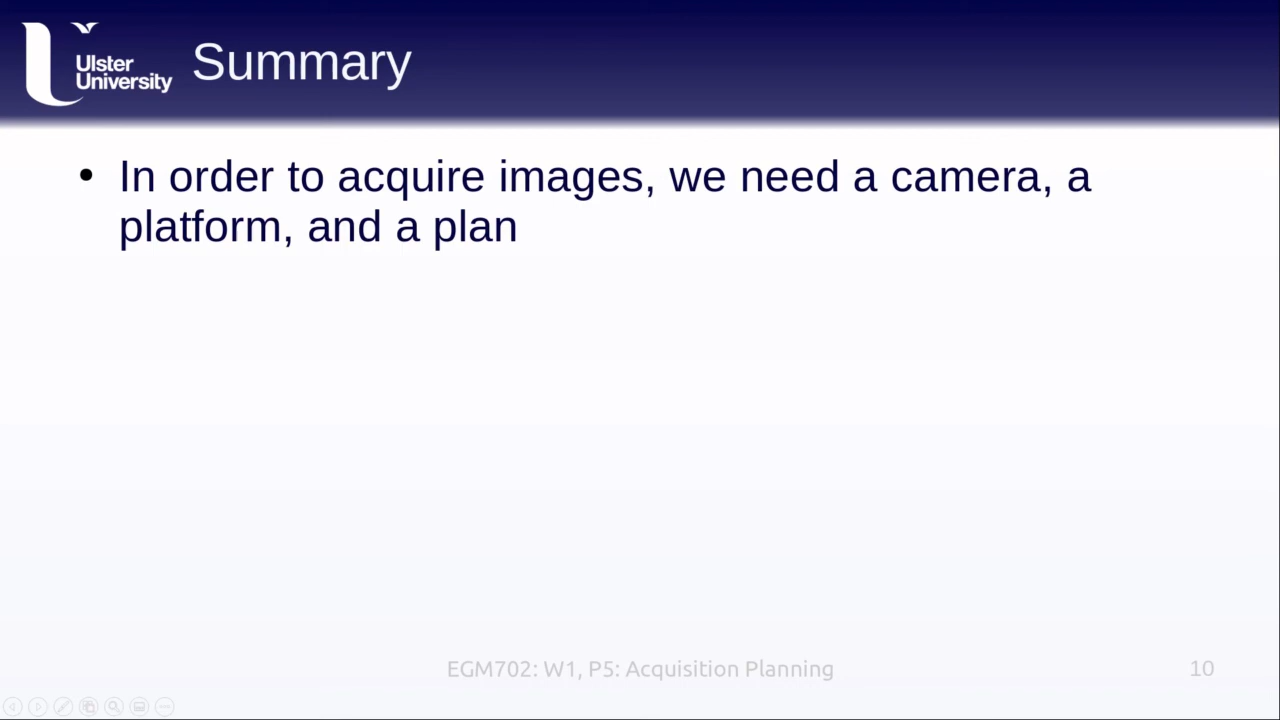 Ulster
University
Summary
• In order to acquire images, we need a camera, a
platform, and a plan
EGM702: W1, P5: Acquisition Planning
10